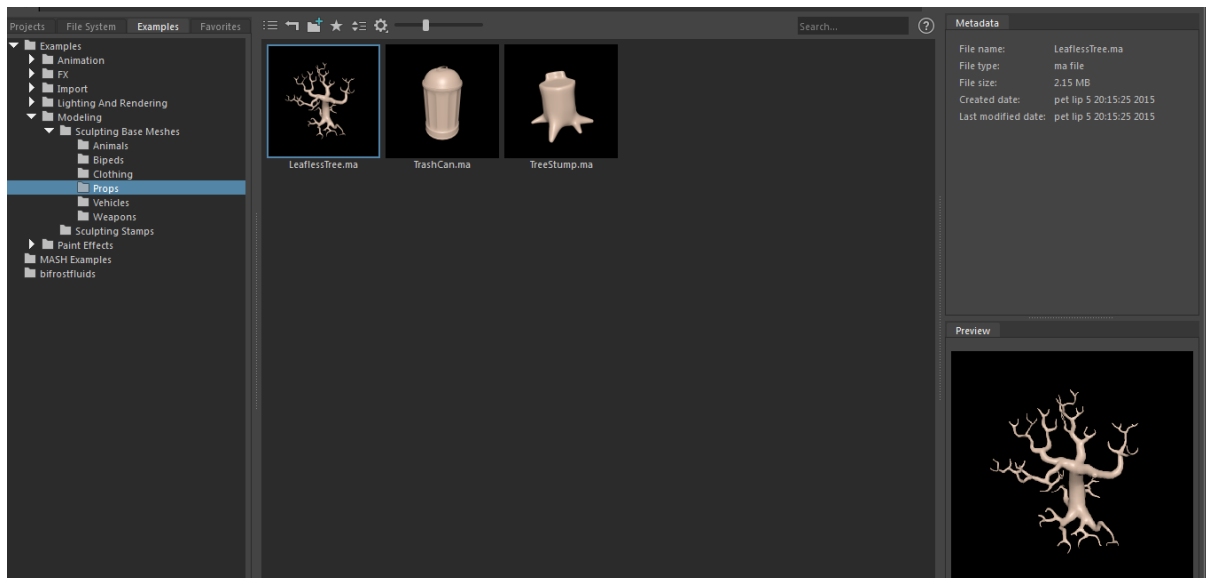 Projects File System Examples Favorites
Examples
Animation
FX
Import
Lighting And Rendering
Modeling
Sculpting Base Meshes
Animals
Bipeds
Clothing
Props
Vehicles
Weapons
Sculpting Stamps
Paint Effects
MASH Examples
bifrostfluids
Search...
?
LeaflessTree.ma TrashCan.ma TreeStump.ma
Metadata
File name: LeaflessTree.ma
File type: ma file
File size: 2.15 MB
Created date: pet lip 5 20:15:25 2015
Last modified date: pet lip 5 20:15:25 2015
Preview